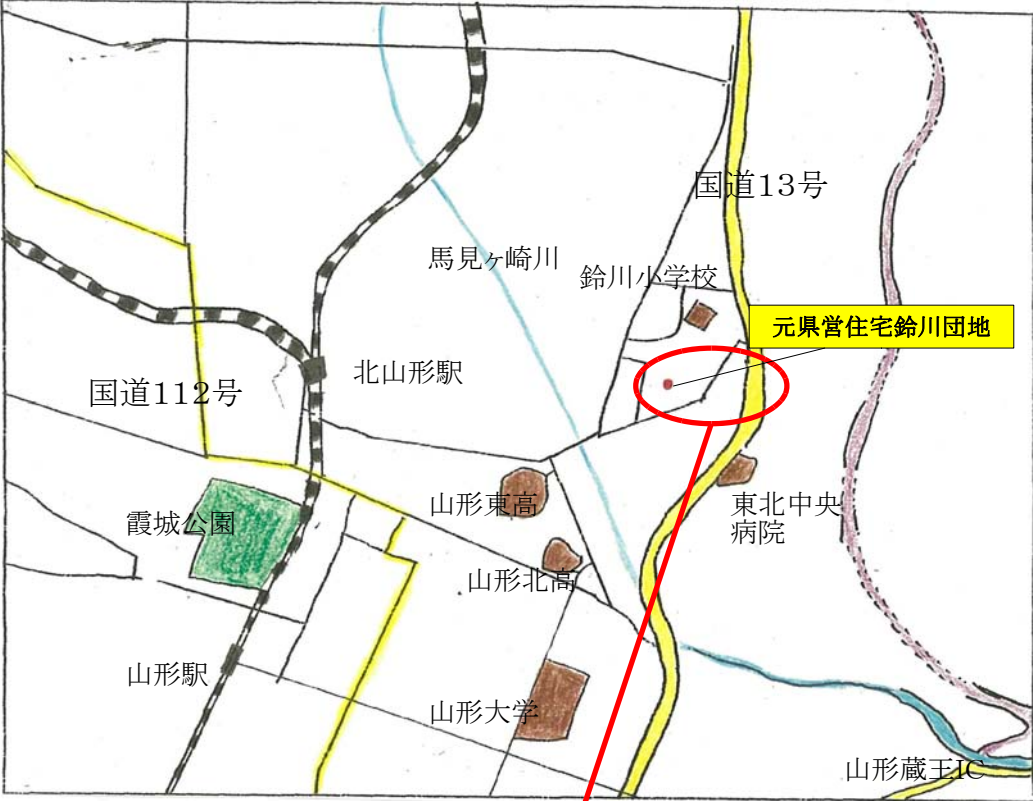 国道13号
馬見ヶ崎川
鈴川小学校
元県営住宅鈴川団地
北山形駅
国道112号
山形東高
東北中央
病院
霞城公園
山形北高
山形駅
山形大学
山形蔵王IC